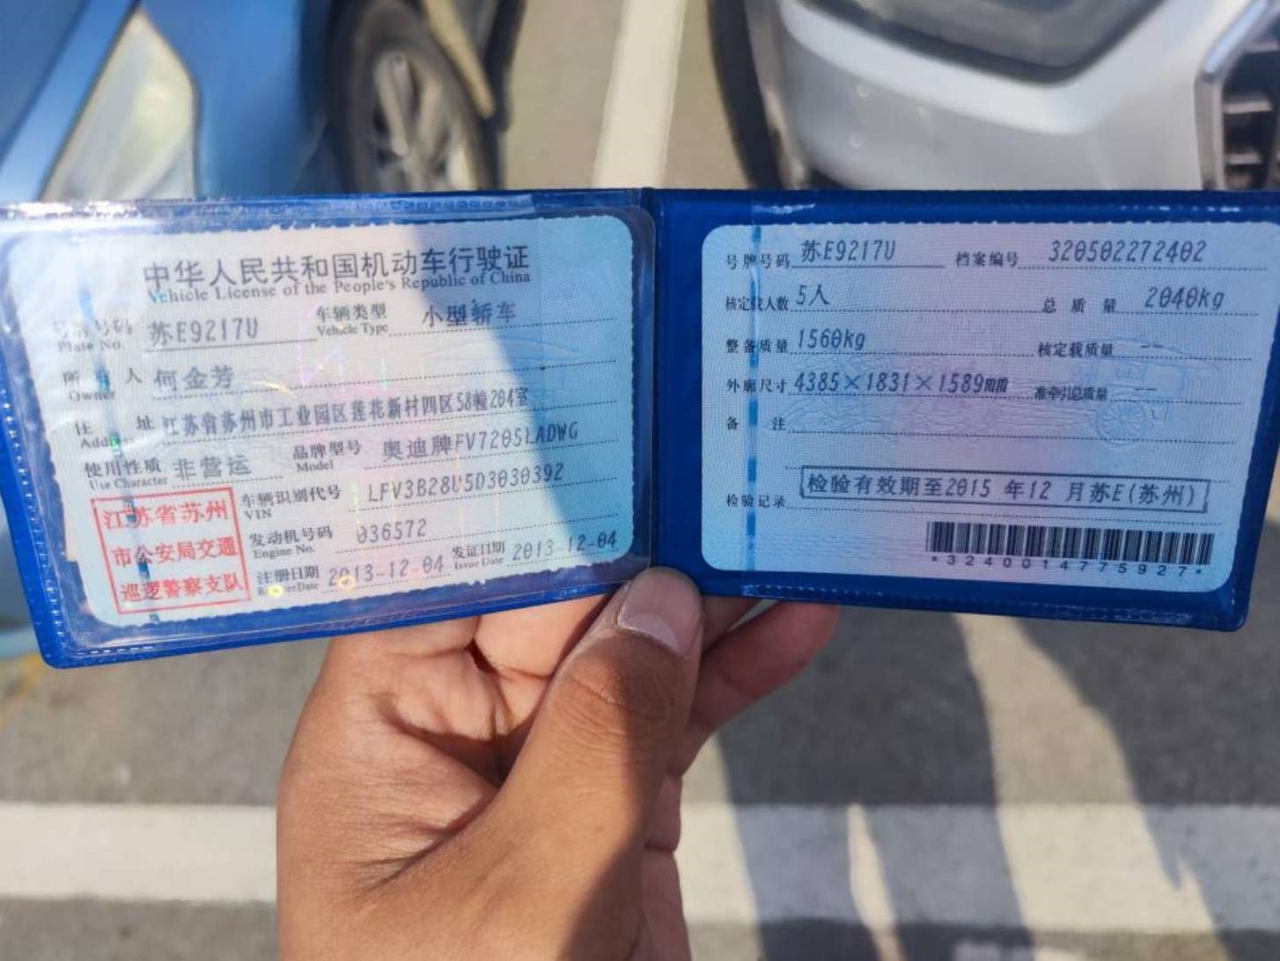 中华人民共和国机动车行驶证
Vehicle License of the People's Republic of China
号牌号码 苏E9217U 车辆类型 小型轿车
Plate No. Vehicle Type
所有人 何金芳
Owner
住 址 江苏省苏州市工业园区莲花新村四区58幢204室
Address
使用性质 非营运 品牌型号 奥迪牌FV7205LADWG
Use Character Model
江苏省苏州
市公安局交通
巡逻警察支队
车辆识别代号 LFV3B28U5D3030392
VIN
发动机号码 036572
Engine No.
注册日期 2013-12-04 发证日期 2013-12-04
Register Date Issue Date
号牌号码 苏E9217U 档案编号 320502272402
核定载人数 5人 总质量 2040kg
整备质量 1560kg 核定载质量 --
外廓尺寸 4385×1831×1589mm 准牵引总质量 --
备 注
检验记录 检验有效期至2015 年12 月苏E(苏州)
*3240014775927*